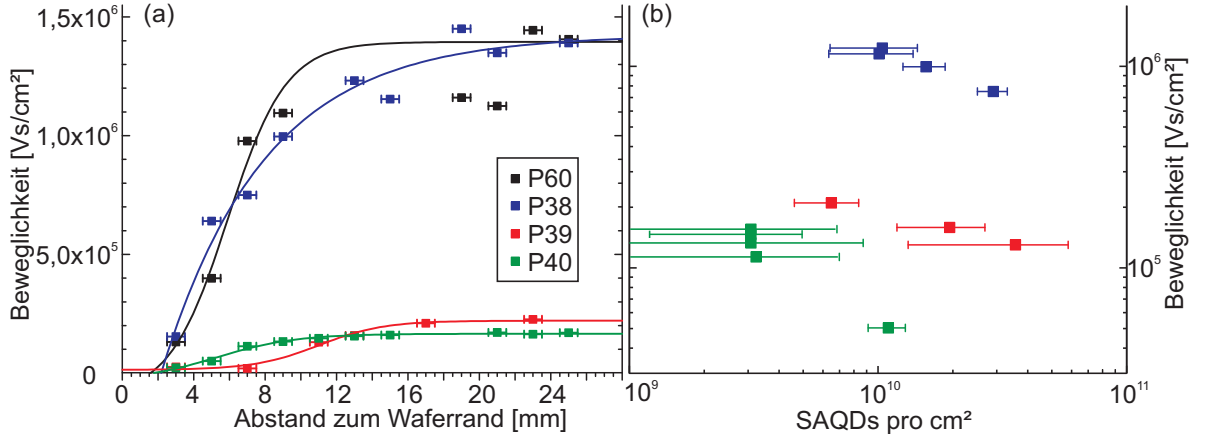 (a)
Beweglichkeit [Vs/cm²]
1,5x10⁶
1,0x10⁶
5,0x10⁵
0
0 4 8 12 16 20 24
Abstand zum Waferrand [mm]
P60
P38
P39
P40
(b)
10⁶
10⁵
Beweglichkeit [Vs/cm²]
10⁹ 10¹⁰ 10¹¹
SAQDs pro cm²